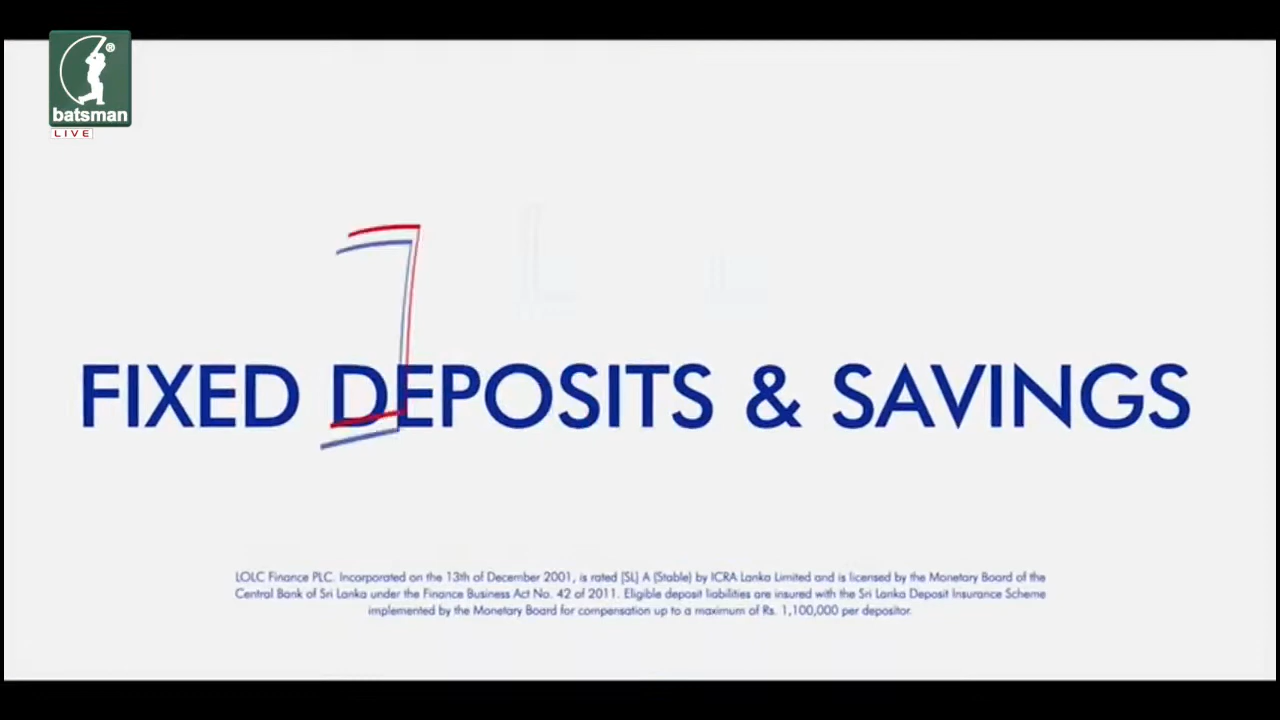 batsman
LIVE
FIXED DEPOSITS & SAVINGS
LOLC Finance PLC. Incorporated on the 13th of December 2001, is rated [SL] A (Stable) by ICRA Lanka Limited and is licensed by the Monetary Board of the
Central Bank of Sri Lanka under the Finance Business Act No. 42 of 2011. Eligible deposit liabilities are insured with the Sri Lanka Deposit Insurance Scheme
implemented by the Monetary Board for compensation up to a maximum of Rs. 1,100,000 per depositor.